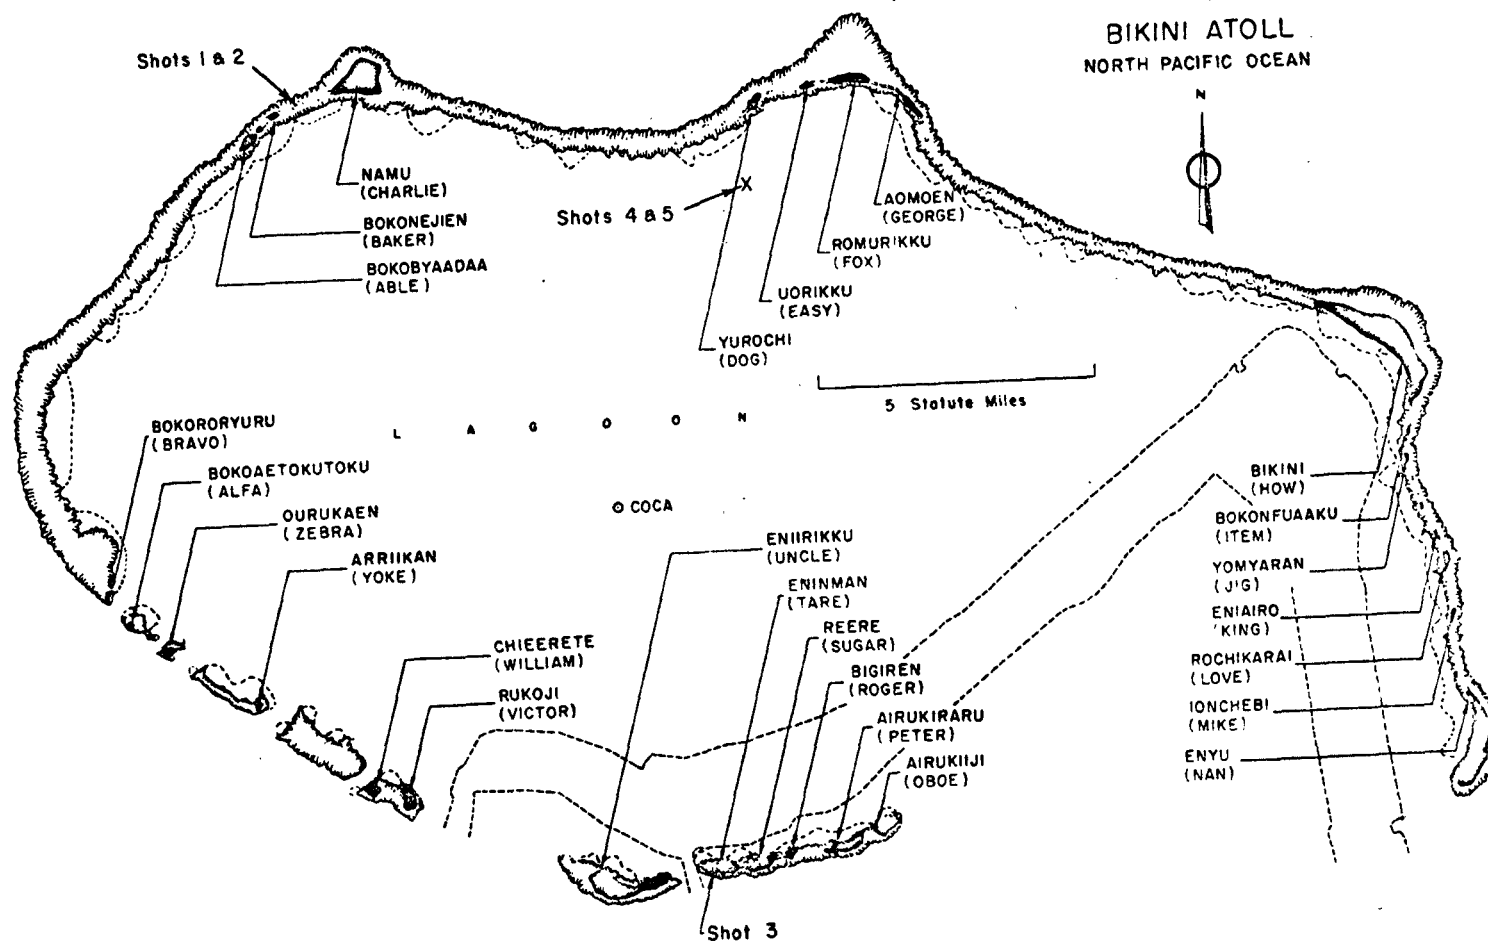 BIKINI ATOLL
NORTH PACIFIC OCEAN
N
Shots 1 & 2
NAMU
(CHARLIE)
BOKONEJIEN
(BAKER)
BOKOBYAADAA
(ABLE)
Shots 4 & 5
X
AOMOEN
(GEORGE)
ROMURIKKU
(FOX)
UORIKKU
(EASY)
YUROCHI
(DOG)
5 Statute Miles
LAGOON
BOKORORYURU
(BRAVO)
BOKOAETOKUTOKU
(ALFA)
OURUKAEN
(ZEBRA)
ARRIIKAN
(YOKE)
COCA
ENIIRIKKU
(UNCLE)
ENINMAN
(TARE)
REERE
(SUGAR)
BIGIREN
(ROGER)
AIRUKIRARU
(PETER)
AIRUKIIJI
(OBOE)
CHIEERETE
(WILLIAM)
RUKOJI
(VICTOR)
BIKINI
(HOW)
BOKONFUAAKU
(ITEM)
YOMYARAN
(JIG)
ENIAIRO
(KING)
ROCHIKARAI
(LOVE)
IONCHEBI
(MIKE)
ENYU
(NAN)
Shot 3